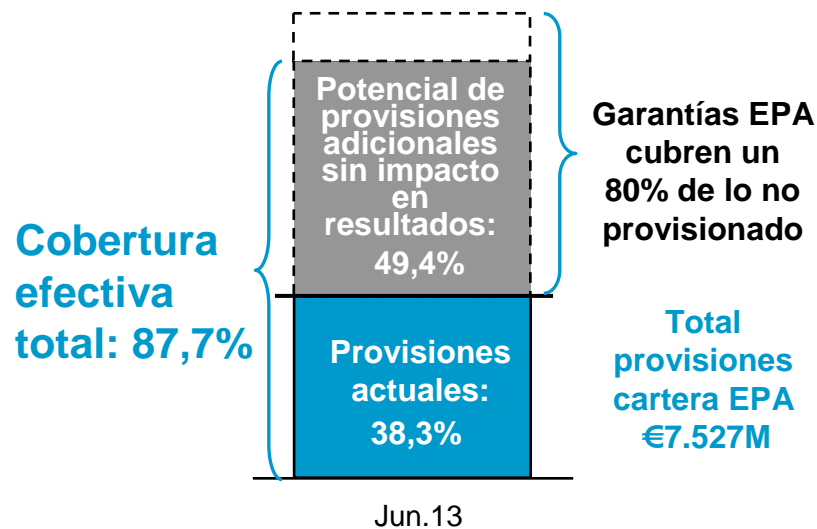 Cobertura
efectiva
total: 87,7%
Potencial de
provisiones
adicionales
sin impacto
en
resultados:
49,4%
Provisiones
actuales:
38,3%
Garantías EPA
cubren un
80% de lo no
provisionado
Total
provisiones
cartera EPA
€7.527M
Jun.13